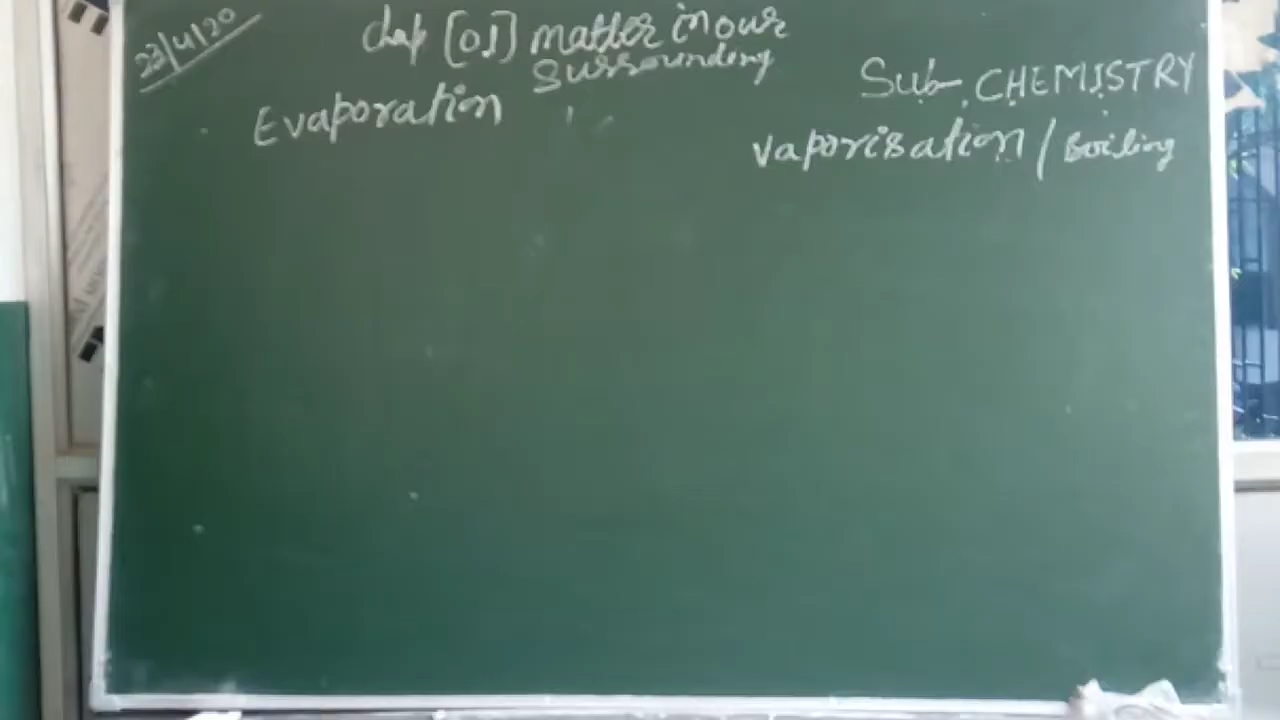 23/4/20
chap [01] matter in our
surrounding
Sub. CHEMISTRY
Evaporation
vaporisation / Boiling